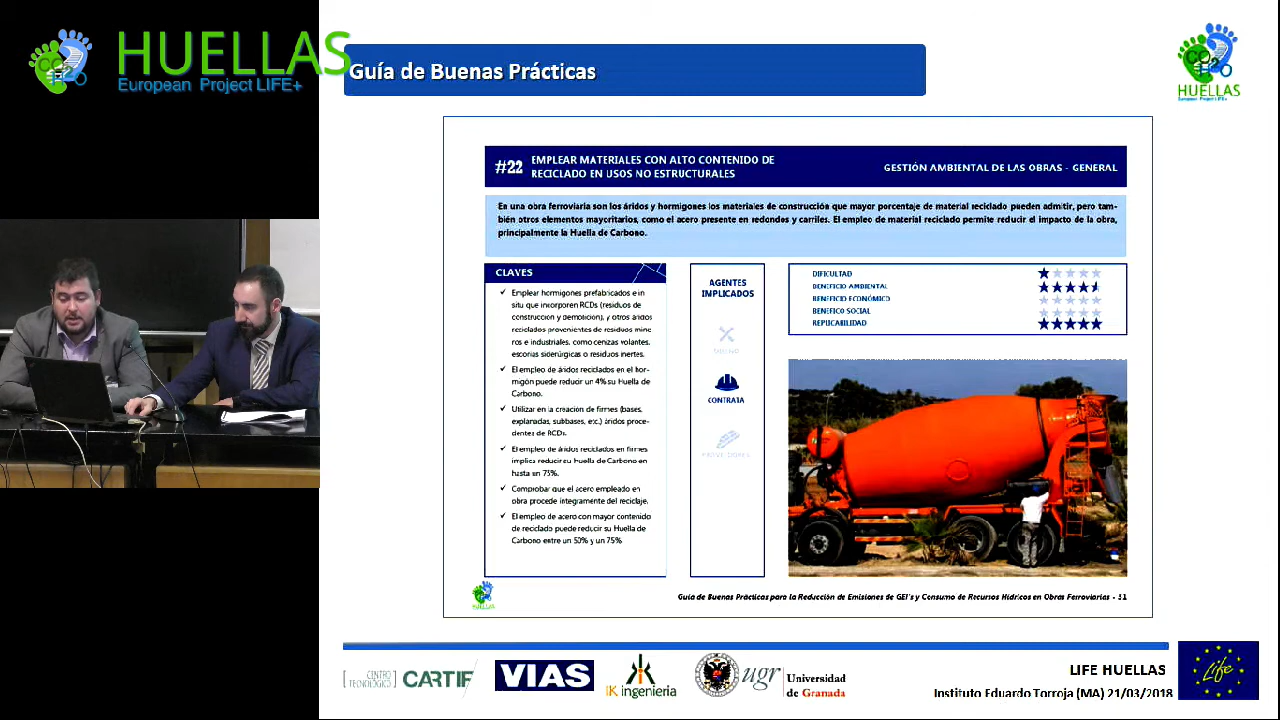 HUELLAS
European Project LIFE+
Guía de Buenas Prácticas
CO2
H2O
HUELLAS
European Project LIFE+
#22
EMPLEAR MATERIALES CON ALTO CONTENIDO DE
RECICLADO EN USOS NO ESTRUCTURALES
GESTIÓN AMBIENTAL DE LAS OBRAS - GENERAL
En una obra ferroviaria son los áridos y hormigones los materiales de construcción que mayor porcentaje de material reciclado pueden admitir, pero tam-
bién otros elementos mayoritarios, como el acero presente en redondos y carriles. El empleo de material reciclado permite reducir el impacto de la obra,
principalmente la Huella de Carbono.
CLAVES
✓ Emplear hormigones prefabricados e in
situ que incorporen RCDs (residuos de
construcción y demolición), y otros áridos
reciclados provenientes de residuos mine
ros e industriales, como cenizas volantes,
escorias siderúrgicas o residuos inertes.
✓ El empleo de áridos reciclados en el hor-
migón puede reducir un 4% su Huella de
Carbono.
✓ Utilizar en la creación de firmes (bases,
explanadas, subbases, etc.) áridos proce-
dentes de RCDs.
✓ El empleo de áridos reciclados en firmes
implica reducir su huella de Carbono en
hasta un 73%.
✓ Comprobar que el acero empleado en
obra procede íntegramente del reciclaje.
✓ El empleo de acero con mayor contenido
de reciclado puede reducir su Huella de
Carbono entre un 50% y un 75%
AGENTES
IMPLICADOS
CONTRATA
DIFICULTAD
BENEFICIO AMBIENTAL
BENEFICIO ECONÓMICO
BENEFICO SOCIAL
REPLICABILIDAD
HUELLAS
Guía de Buenas Prácticas para la Reducción de Emisiones de GEI's y Consumo de Recursos Hídricos en Obras Ferroviarias - 31
CENTRO
TECNOLÓGICO
CARTIF
VIAS
IK ingeniería
ugr
Universidad
de Granada
LIFE HUELLAS
Instituto Eduardo Torroja (MA) 21/03/2018
Life